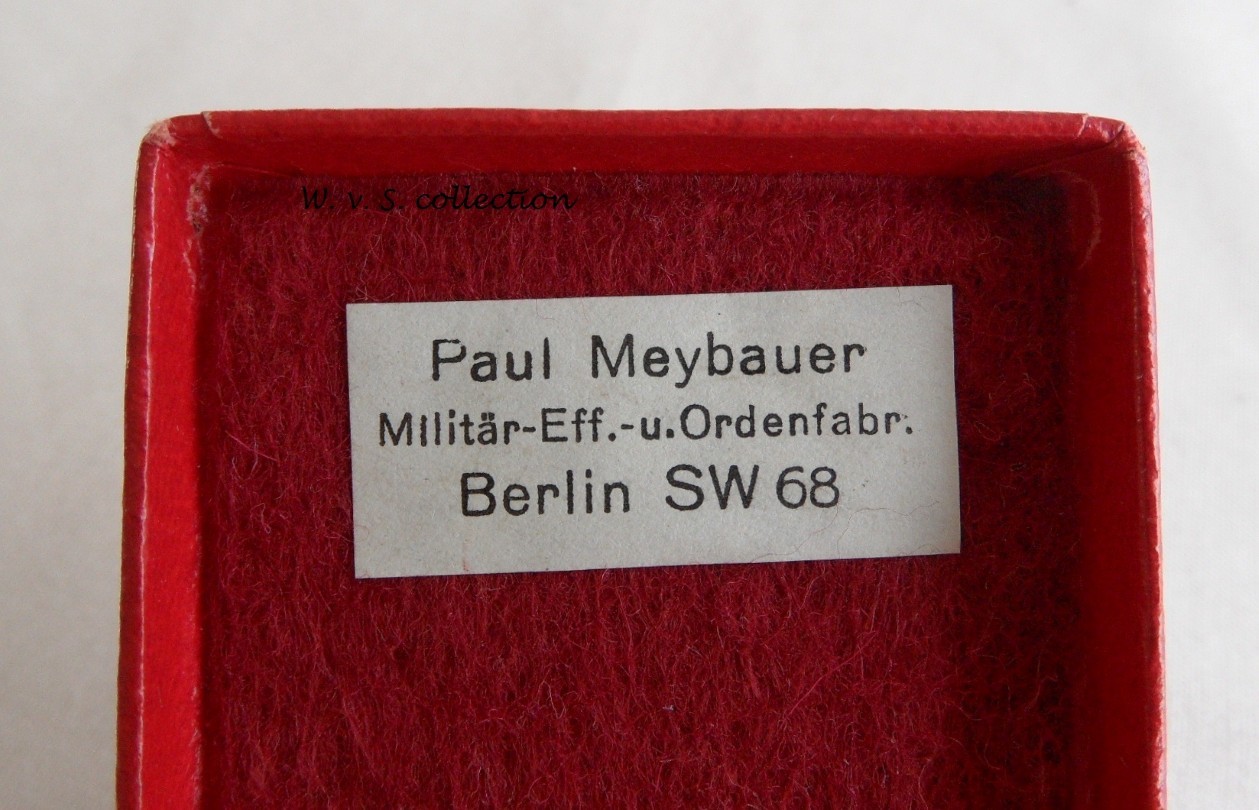 W. v. S. collection
Paul Meybauer
Militär-Eff.-u.Ordenfabr.
Berlin SW 68